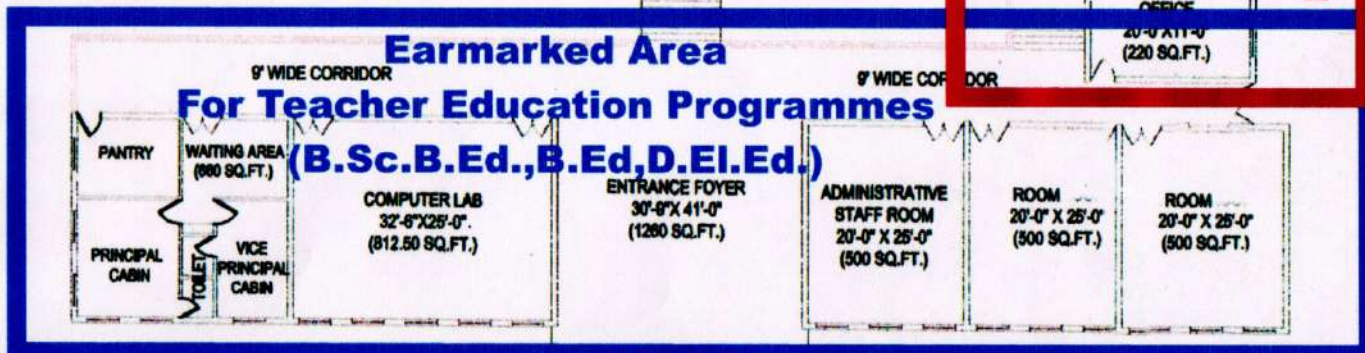 OFFICE
20'-0"X11'-0"
(220 SQ.FT.)
Earmarked Area
9' WIDE CORRIDOR
9' WIDE CORRIDOR
For Teacher Education Programmes
(B.Sc.B.Ed.,B.Ed,D.El.Ed.)
PANTRY
WAITING AREA
(660 SQ.FT.)
COMPUTER LAB
32'-6"X25'-0".
(812.50 SQ.FT.)
ENTRANCE FOYER
30'-9"X 41'-0"
(1260 SQ.FT.)
ADMINISTRATIVE
STAFF ROOM
20'-0" X 25'-0"
(500 SQ.FT.)
ROOM
20'-0" X 25'-0"
(500 SQ.FT.)
ROOM
20'-0" X 25'-0"
(500 SQ.FT.)
PRINCIPAL
CABIN
TOILET
VICE
PRINCIPAL
CABIN